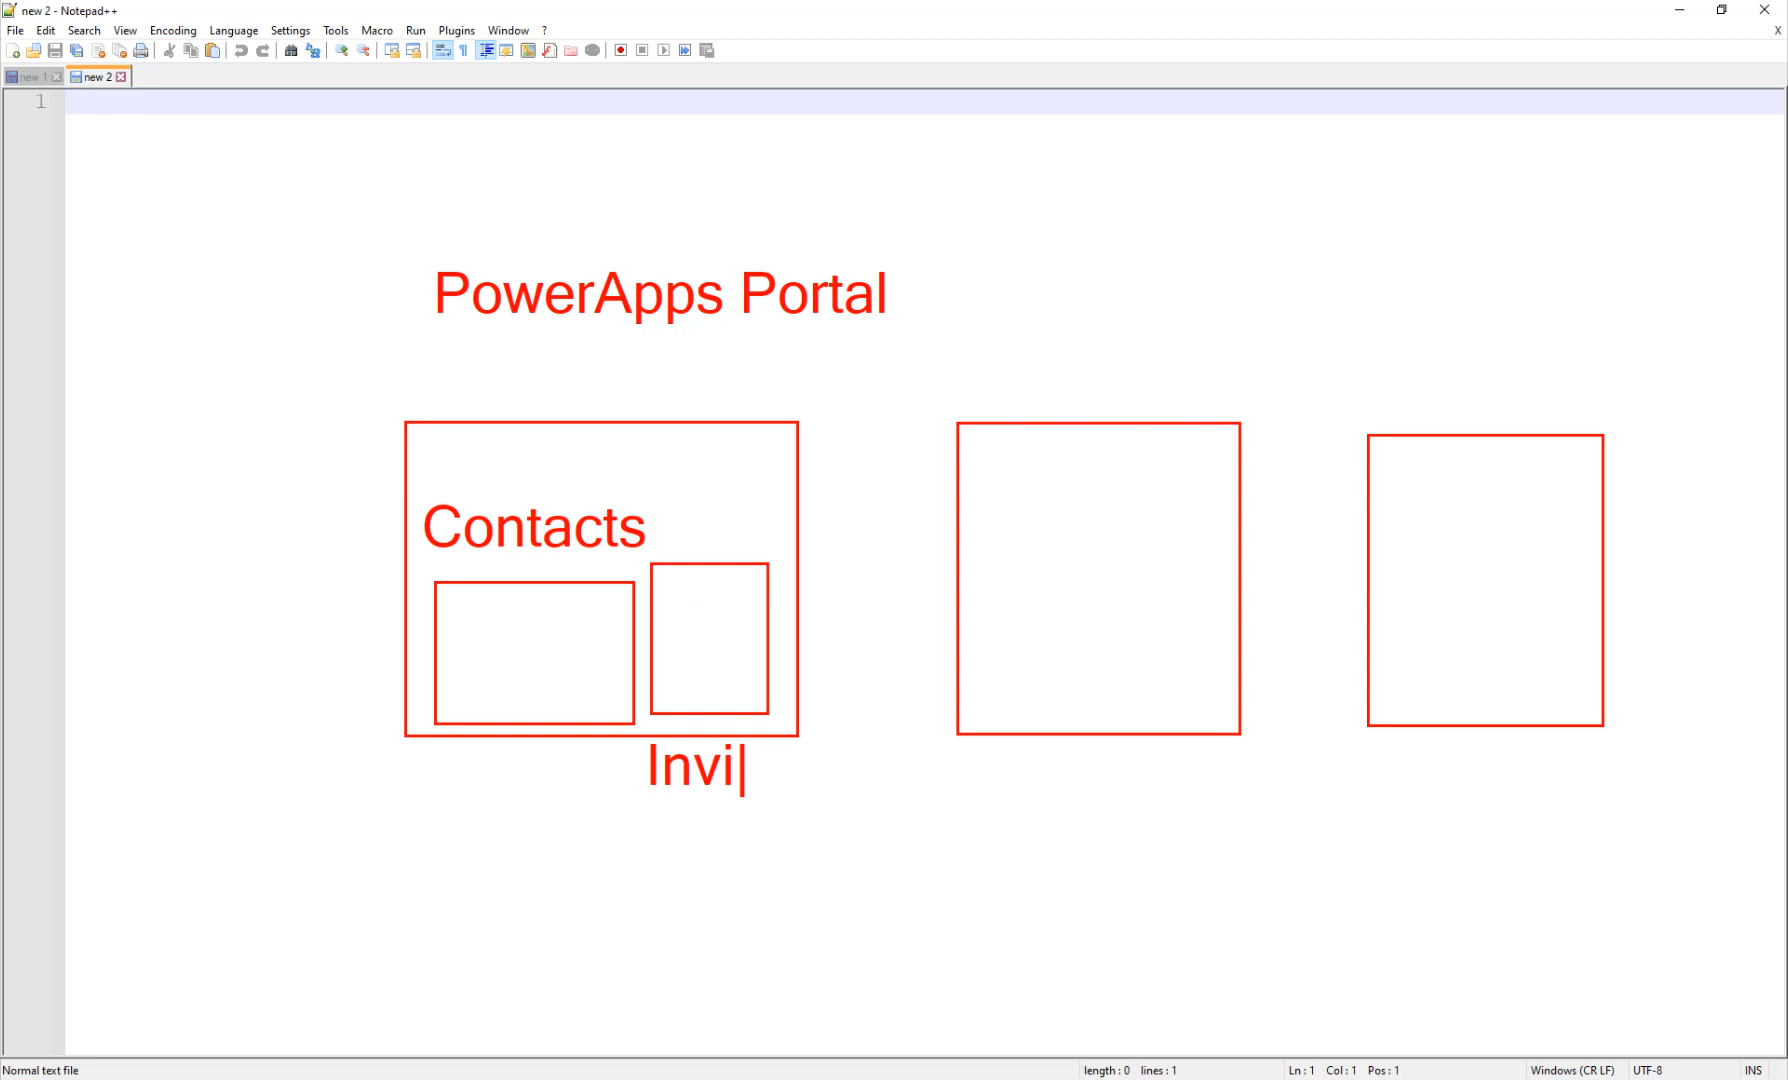 new 2 - Notepad++
File Edit Search View Encoding Language Settings Tools Macro Run Plugins Window ? X
new 1 new 2
1
PowerApps Portal
Contacts
Invi
Normal text file length : 0 lines : 1 Ln : 1 Col : 1 Pos : 1 Windows (CR LF) UTF-8 INS